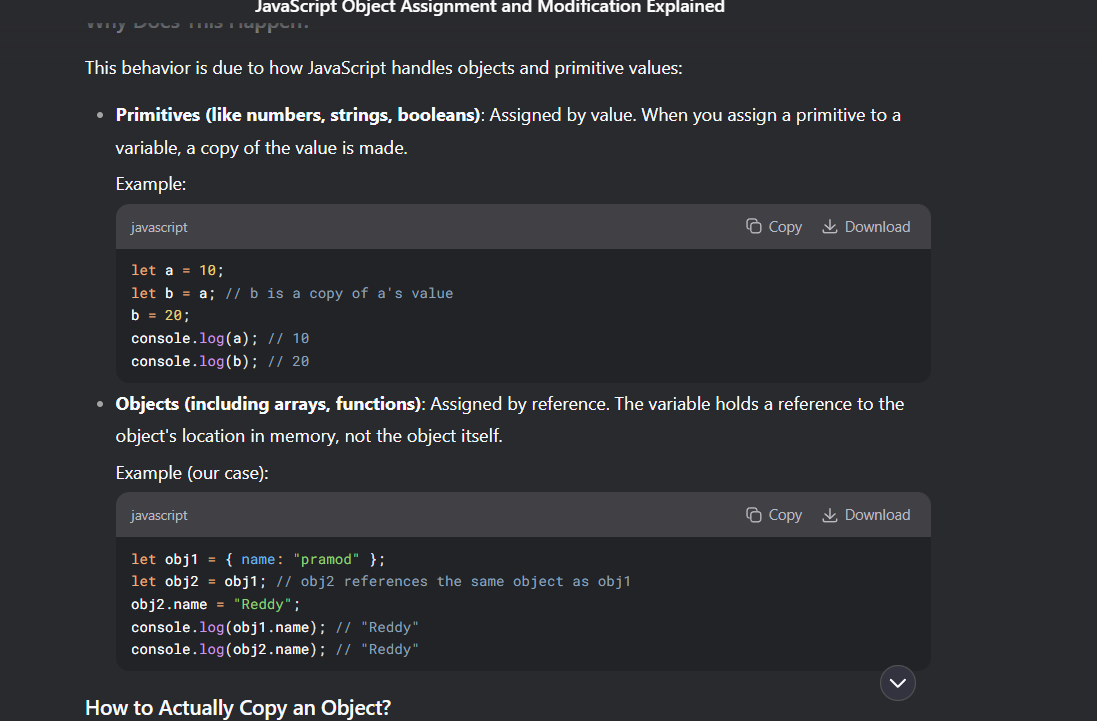 JavaScript Object Assignment and Modification Explained
Why Does This Happen?
This behavior is due to how JavaScript handles objects and primitive values:
• Primitives (like numbers, strings, booleans): Assigned by value. When you assign a primitive to a
variable, a copy of the value is made.
Example:
javascript Copy Download
let a = 10;
let b = a; // b is a copy of a's value
b = 20;
console.log(a); // 10
console.log(b); // 20
• Objects (including arrays, functions): Assigned by reference. The variable holds a reference to the
object's location in memory, not the object itself.
Example (our case):
javascript Copy Download
let obj1 = { name: "pramod" };
let obj2 = obj1; // obj2 references the same object as obj1
obj2.name = "Reddy";
console.log(obj1.name); // "Reddy"
console.log(obj2.name); // "Reddy"
How to Actually Copy an Object?